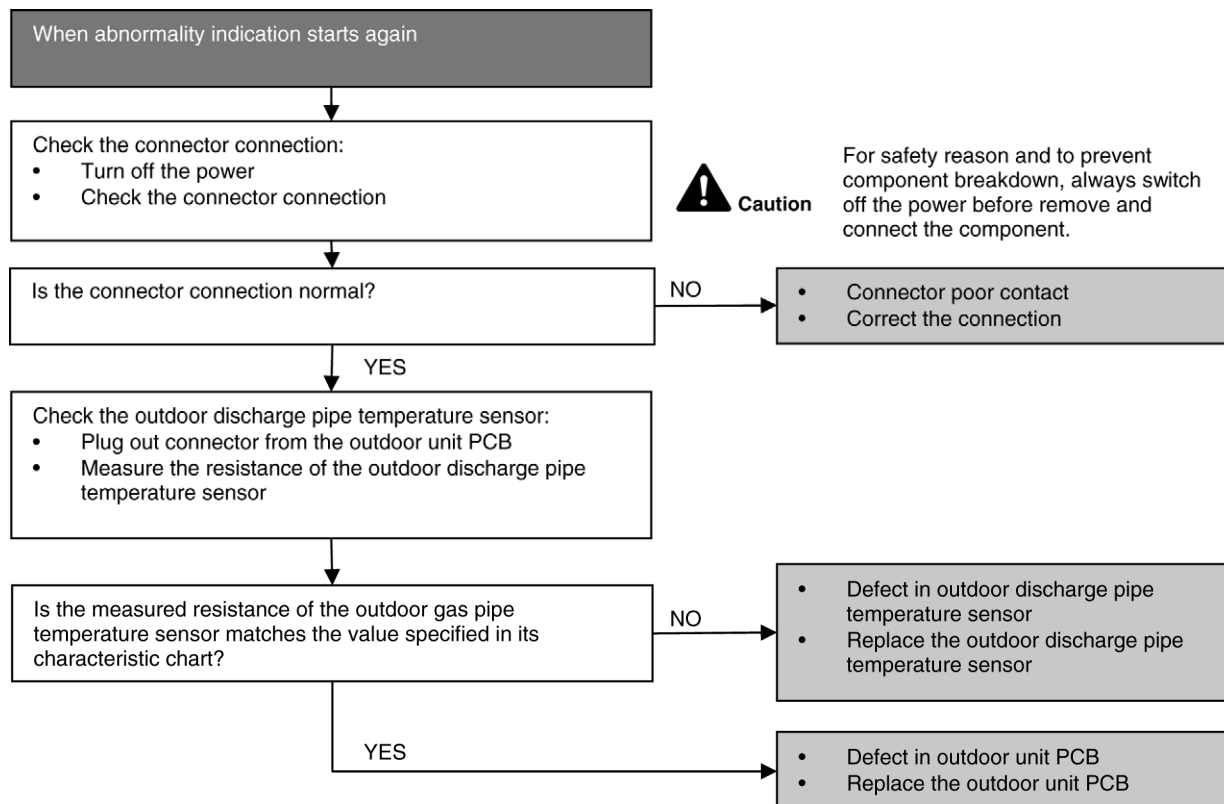 When abnormality indication starts again
Check the connector connection:
• Turn off the power
• Check the connector connection
Caution
For safety reason and to prevent
component breakdown, always switch
off the power before remove and
connect the component.
Is the connector connection normal?
NO
• Connector poor contact
• Correct the connection
YES
Check the outdoor discharge pipe temperature sensor:
• Plug out connector from the outdoor unit PCB
• Measure the resistance of the outdoor discharge pipe
temperature sensor
Is the measured resistance of the outdoor gas pipe
temperature sensor matches the value specified in its
characteristic chart?
NO
• Defect in outdoor discharge pipe
temperature sensor
• Replace the outdoor discharge pipe
temperature sensor
YES
• Defect in outdoor unit PCB
• Replace the outdoor unit PCB